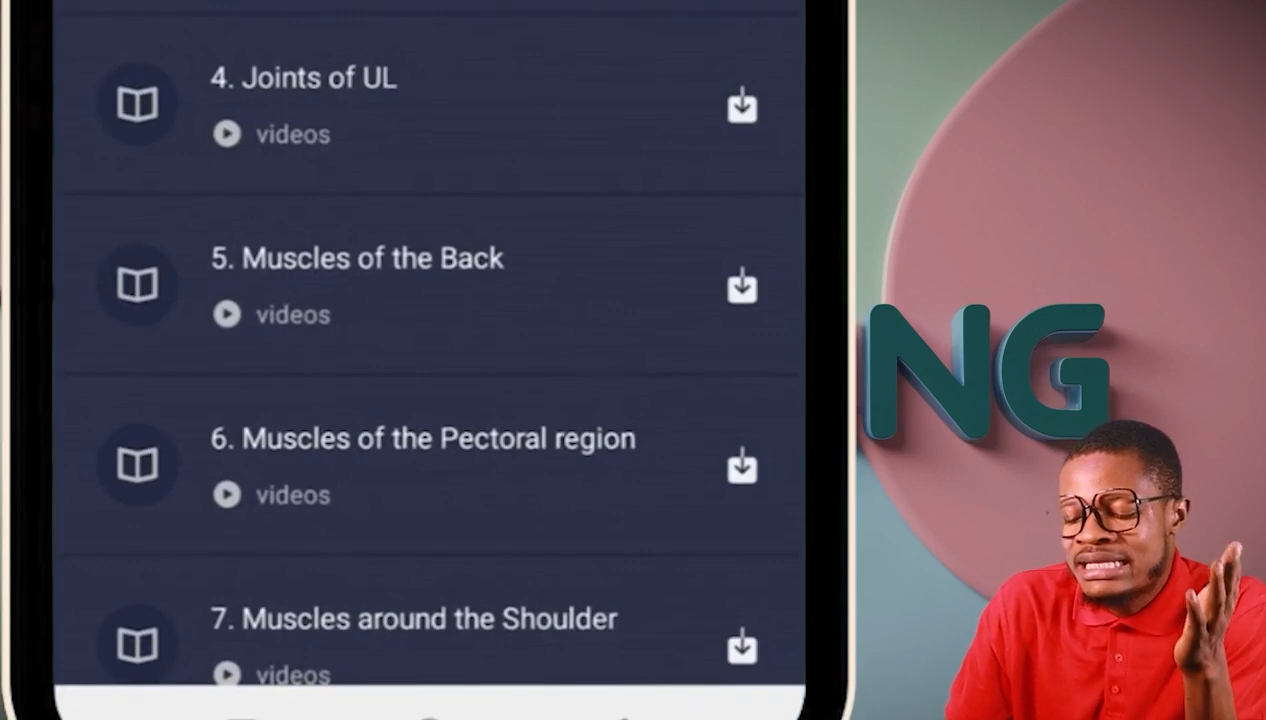 4. Joints of UL
videos
5. Muscles of the Back
videos
NG
6. Muscles of the Pectoral region
videos
7. Muscles around the Shoulder
videos